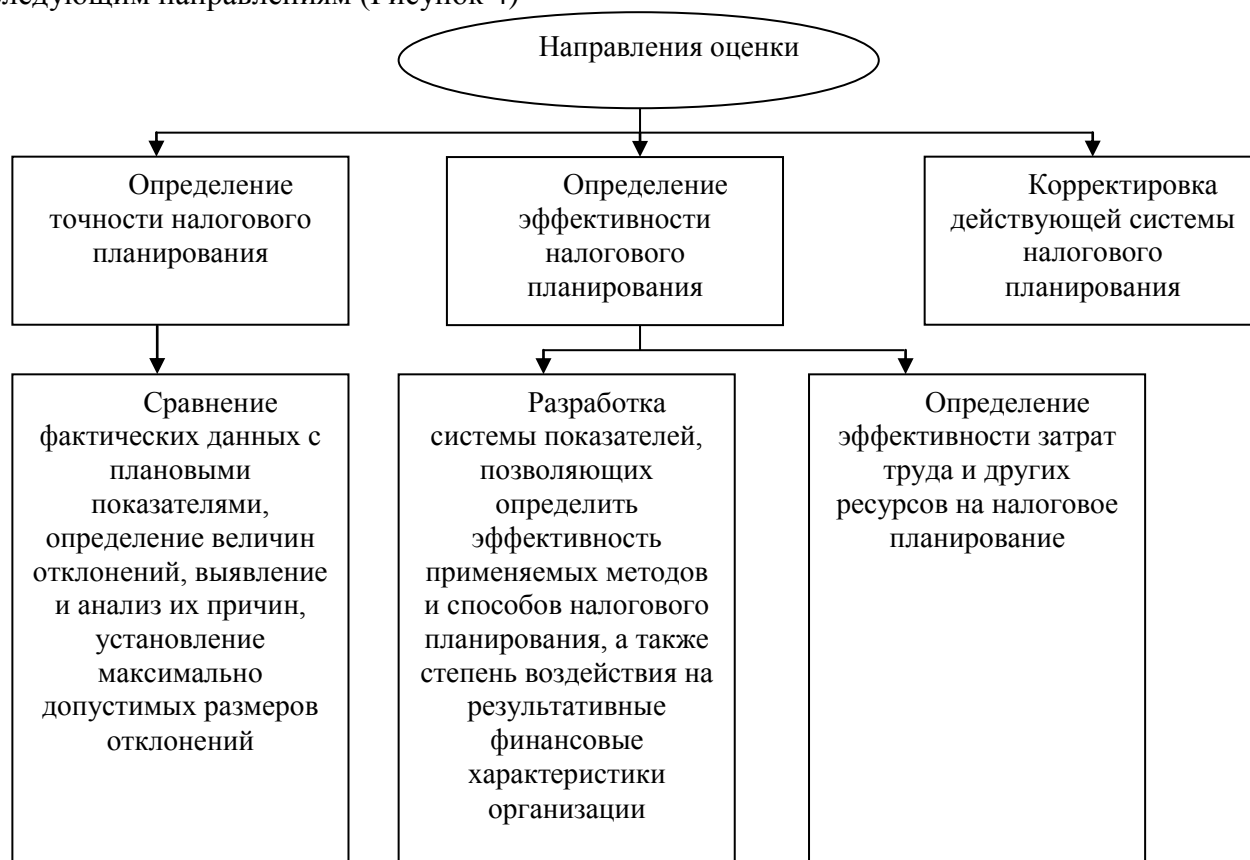 следующим направлениям (Рисунок 4)
Направления оценки
Определение
точности налогового
планирования
Определение
эффективности
налогового
планирования
Корректировка
действующей системы
налогового
планирования
Сравнение
фактических данных с
плановыми
показателями,
определение величин
отклонений, выявление
и анализ их причин,
установление
максимально
допустимых размеров
отклонений
Разработка
системы показателей,
позволяющих
определить
эффективность
применяемых методов
и способов налогового
планирования, а также
степень воздействия на
результативные
финансовые
характеристики
организации
Определение
эффективности затрат
труда и других
ресурсов на налоговое
планирование